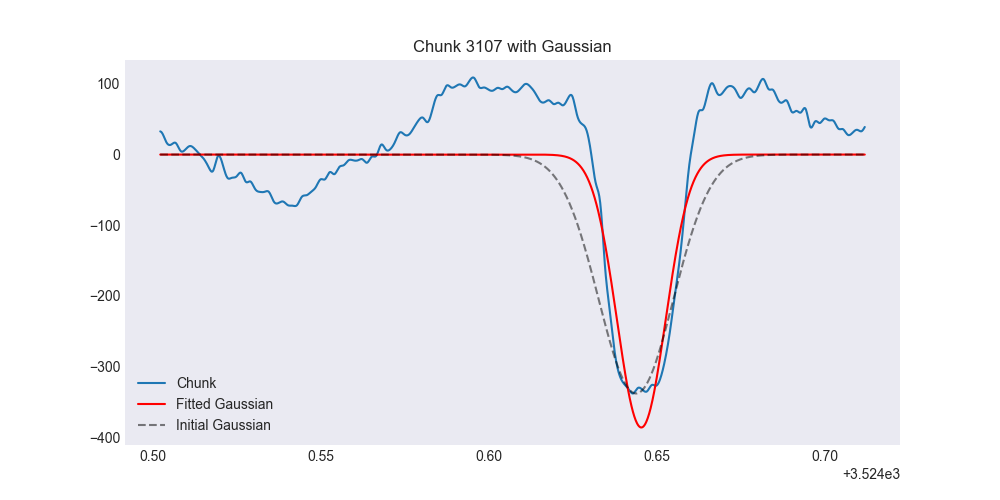 Chunk 3107 with Gaussian
100
0
−100
−200
−300
−400
Chunk
Fitted Gaussian
Initial Gaussian
0.50 0.55 0.60 0.65 0.70
+3.524e3